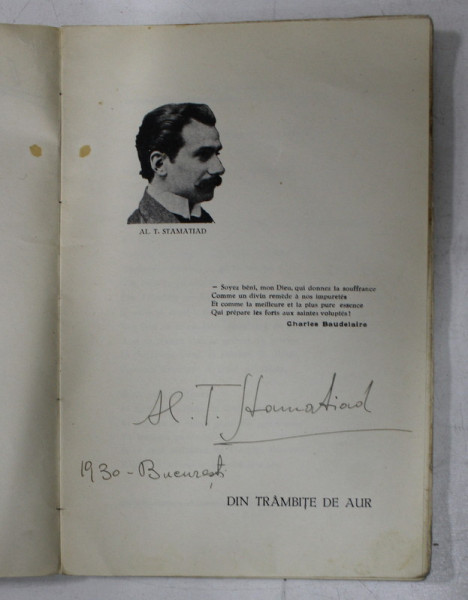 AL. T. STAMATIAD
— Soyez béni, mon Dieu, qui donnez la souffrance
Comme un divin remède à nos impuretés
Et comme la meilleure et la plus pure essence
Qui prépare les forts aux saintes voluptés!
Charles Baudelaire
Al. T. Stamatiad
1930 - București
DIN TRÂMBIȚE DE AUR